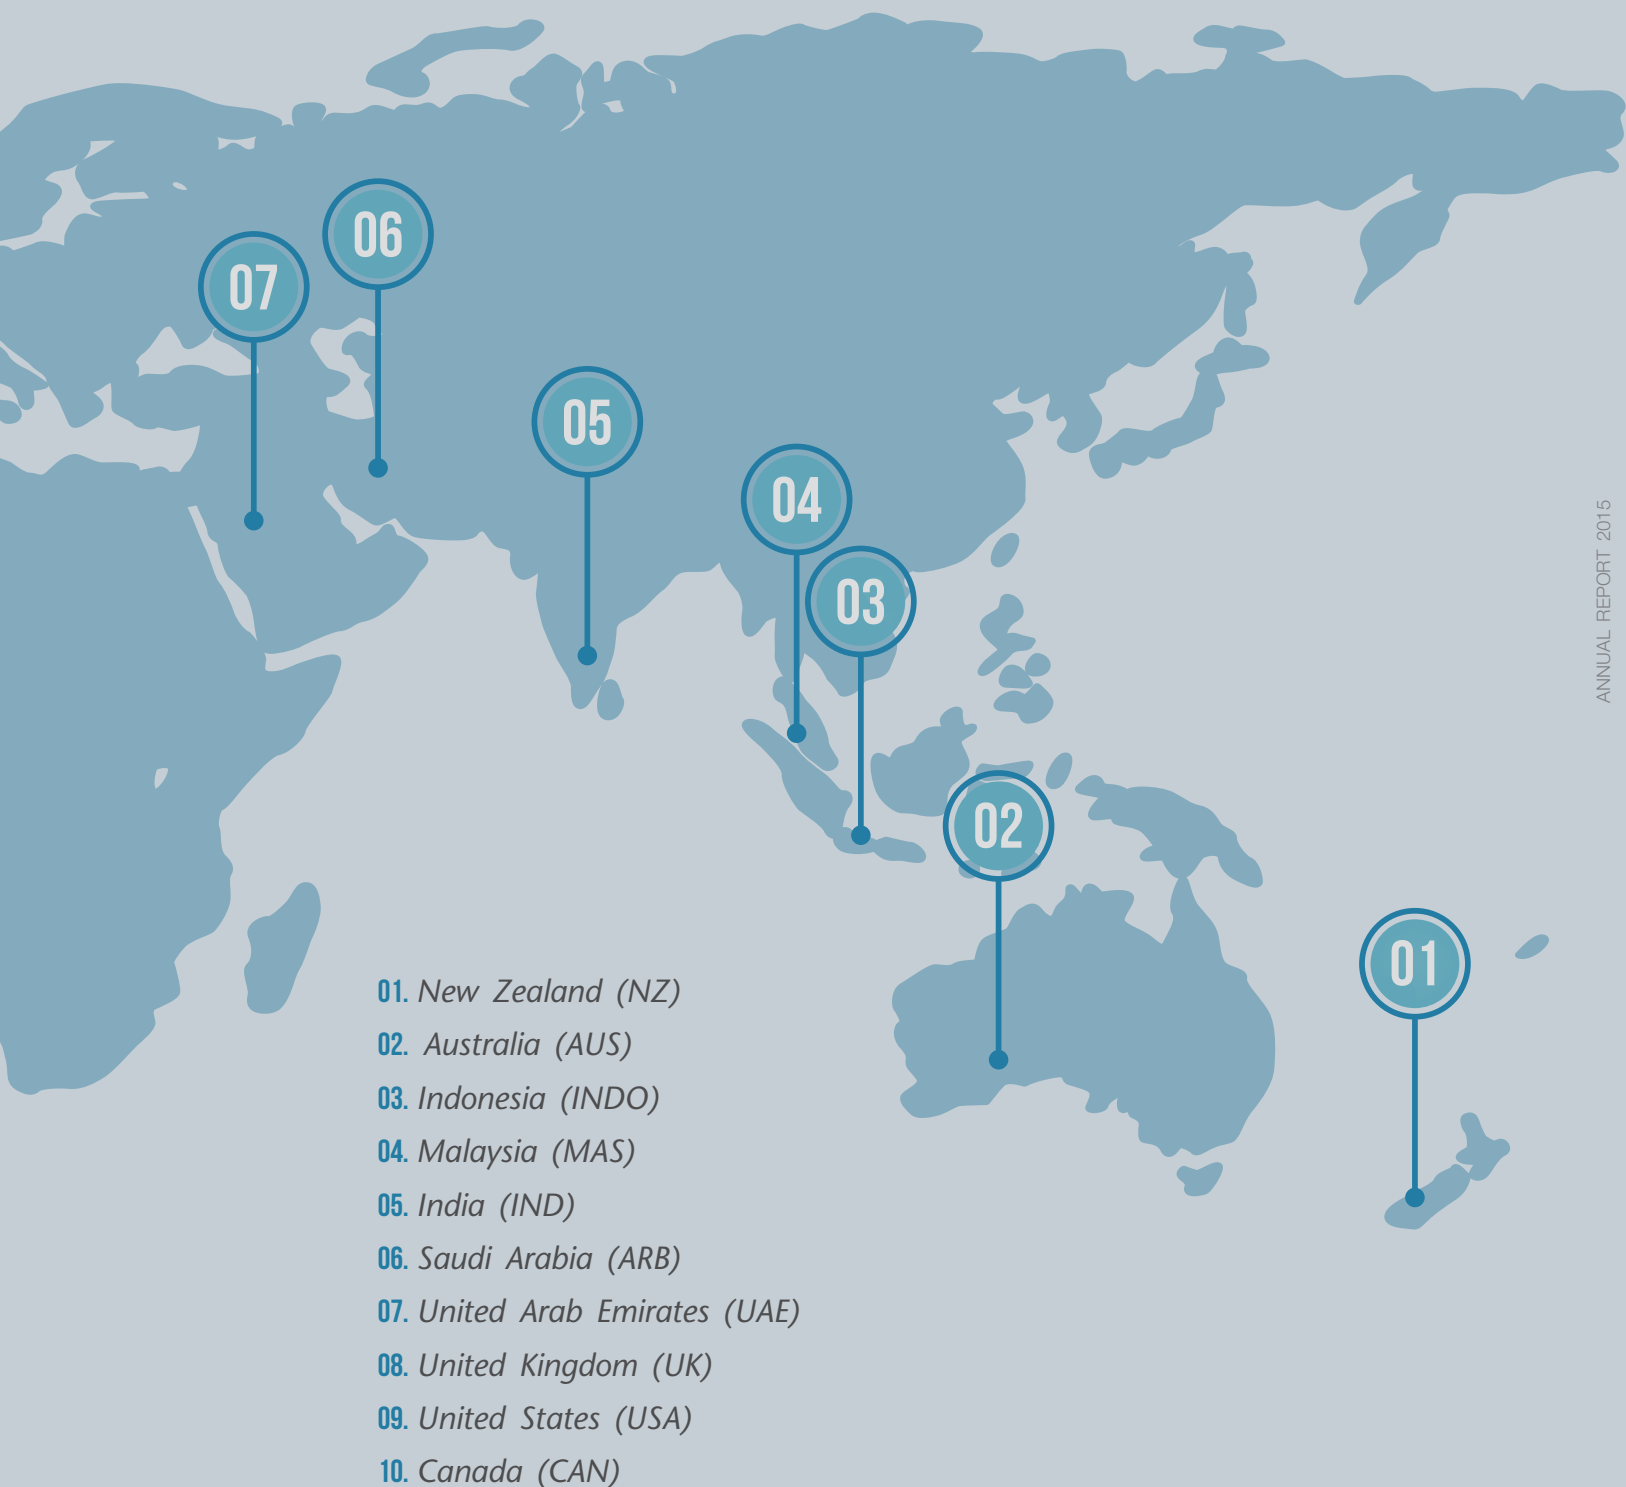 06
07
05
04
03
02
01
ANNUAL REPORT 2015
01. New Zealand (NZ)
02. Australia (AUS)
03. Indonesia (INDO)
04. Malaysia (MAS)
05. India (IND)
06. Saudi Arabia (ARB)
07. United Arab Emirates (UAE)
08. United Kingdom (UK)
09. United States (USA)
10. Canada (CAN)